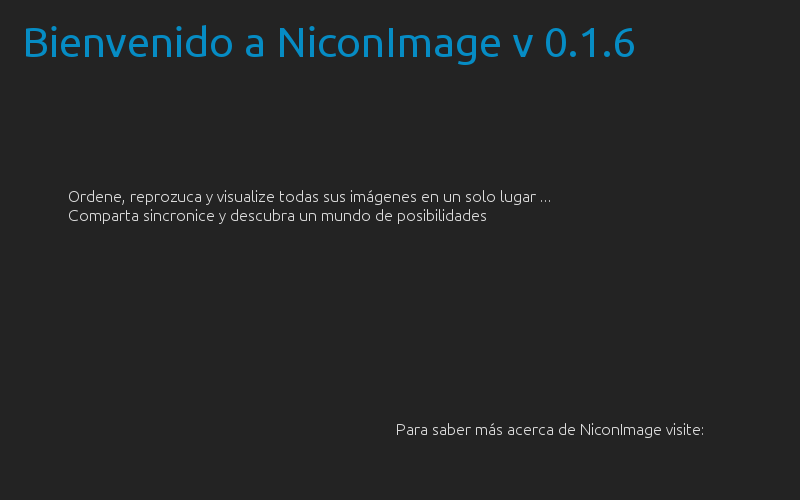 Bienvenido a NiconImage v 0.1.6
Ordene, reprozuca y visualize todas sus imágenes en un solo lugar ...
Comparta sincronice y descubra un mundo de posibilidades
Para saber más acerca de NiconImage visite: